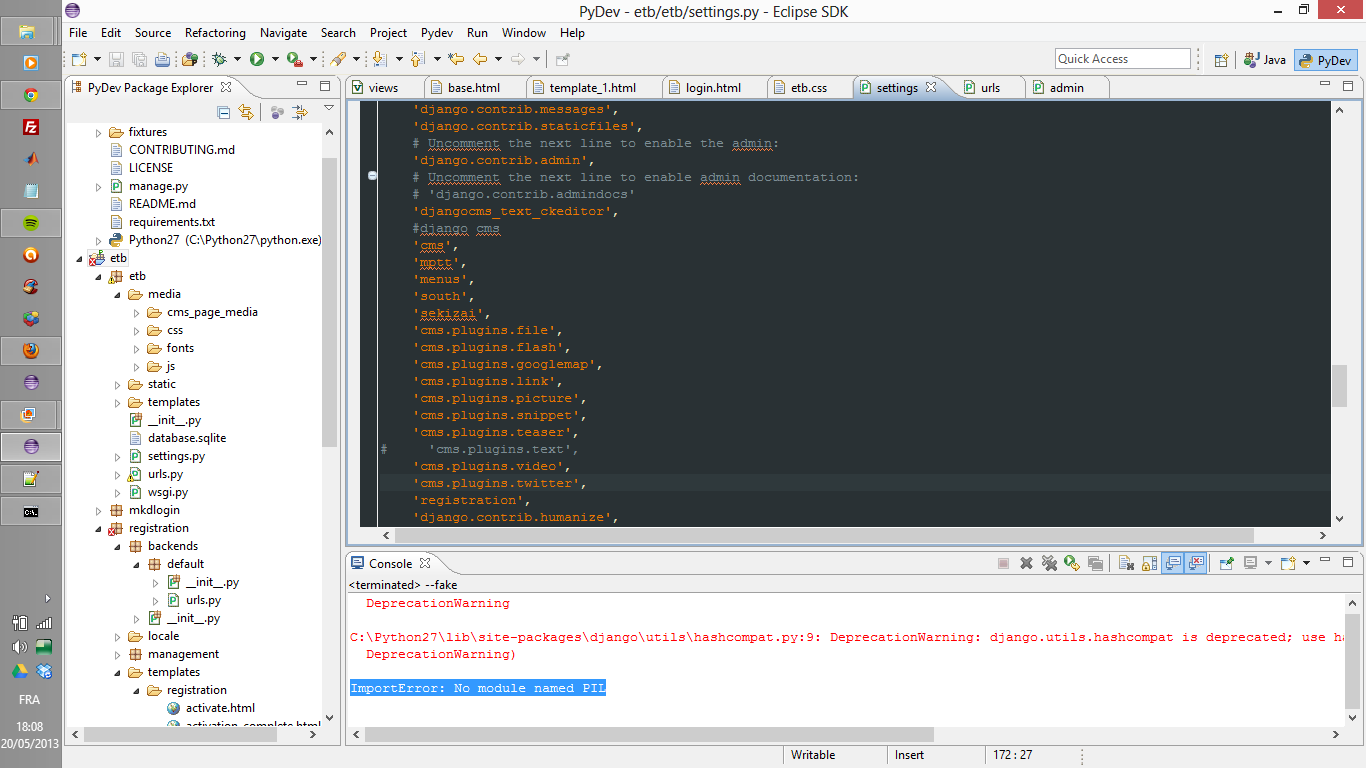 PyDev - etb/etb/settings.py - Eclipse SDK
File Edit Source Refactoring Navigate Search Project Pydev Run Window Help
Quick Access
Java
PyDev
PyDev Package Explorer
fixtures
CONTRIBUTING.md
LICENSE
manage.py
README.md
requirements.txt
Python27 (C:\Python27\python.exe)
etb
etb
media
cms_page_media
css
fonts
js
static
templates
__init__.py
database.sqlite
settings.py
urls.py
wsgi.py
mkdlogin
registration
backends
default
__init__.py
urls.py
__init__.py
locale
management
templates
registration
activate.html
activation_complete.html
views base.html template_1.html login.html etb.css settings urls admin
'django.contrib.messages',
'django.contrib.staticfiles',
# Uncomment the next line to enable the admin:
'django.contrib.admin',
# Uncomment the next line to enable admin documentation:
# 'django.contrib.admindocs'
'djangocms_text_ckeditor',
#django cms
'cms',
'mptt',
'menus',
'south',
'sekizai',
'cms.plugins.file',
'cms.plugins.flash',
'cms.plugins.googlemap',
'cms.plugins.link',
'cms.plugins.picture',
'cms.plugins.snippet',
'cms.plugins.teaser',
# 'cms.plugins.text',
'cms.plugins.video',
'cms.plugins.twitter',
'registration',
'django.contrib.humanize',
Console
<terminated> --fake
DeprecationWarning
C:\Python27\lib\site-packages\django\utils\hashcompat.py:9: DeprecationWarning: django.utils.hashcompat is deprecated; use ha
DeprecationWarning)
ImportError: No module named PIL
Writable Insert 172 : 27
FRA
18:08
20/05/2013